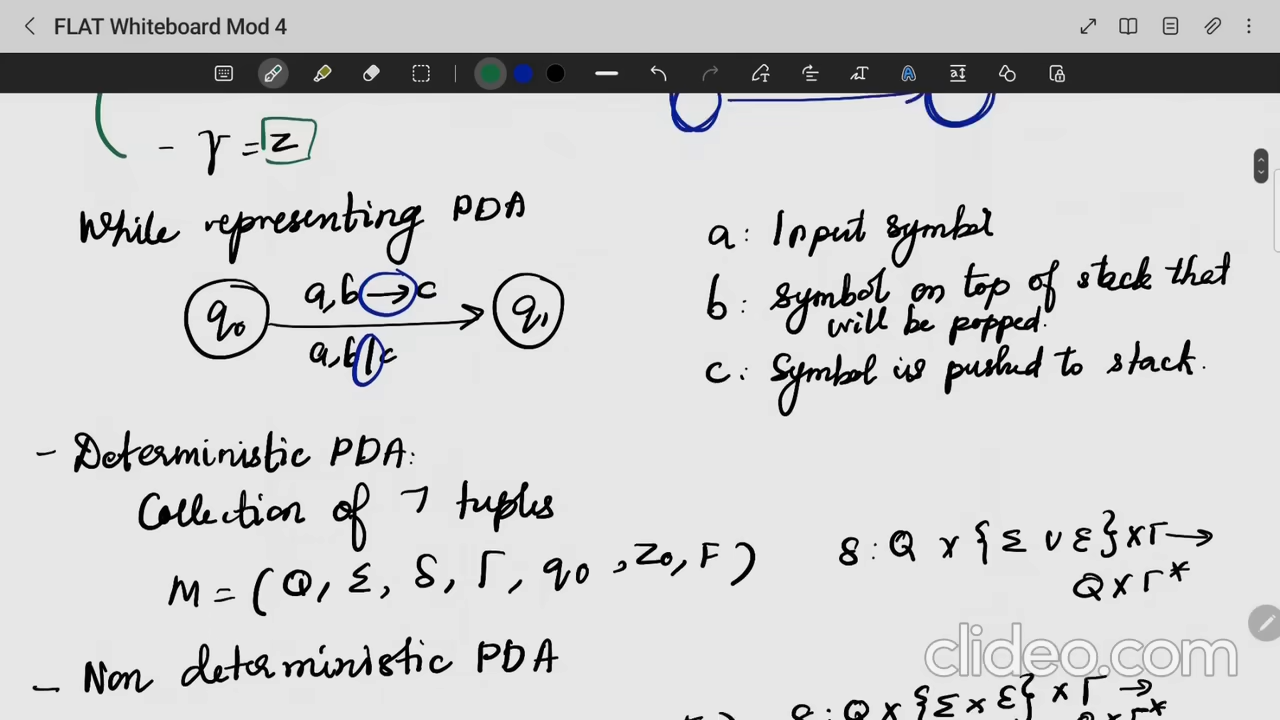 FLAT Whiteboard Mod 4
- γ = z
While representing PDA
q0 a,b → c q1
a,b | c
a: Input symbol
b: symbol on top of stack that
will be popped.
c: Symbol is pushed to stack.
- Deterministic PDA:
Collection of 7 tuples
M = (Q, Σ, δ, Γ, q0, Z0, F)
δ: Q x {Σ ∪ ε} x Γ →
Q x Γ*
- Non deterministic PDA
δ: Q x {Σ x ε} x Γ →
Q x Γ*
clideo.com